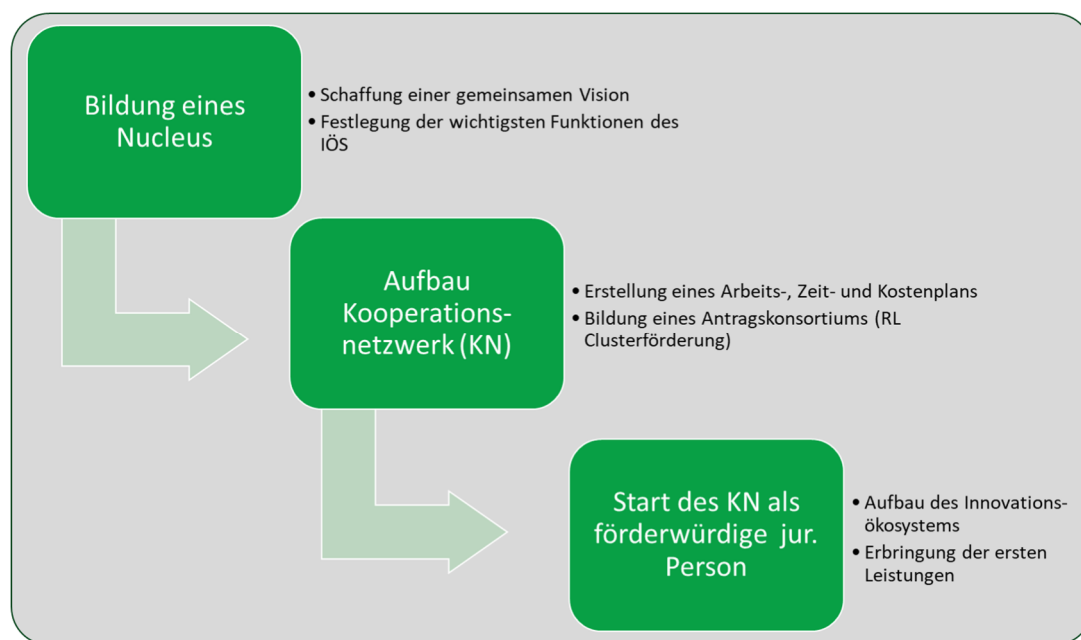 Bildung eines
Nucleus
• Schaffung einer gemeinsamen Vision
• Festlegung der wichtigsten Funktionen des
IÖS
Aufbau
Kooperations-
netzwerk (KN)
• Erstellung eines Arbeits-, Zeit- und Kostenplans
• Bildung eines Antragskonsortiums (RL
Clusterförderung)
Start des KN als
förderwürdige jur.
Person
• Aufbau des Innovations-
ökosystems
• Erbringung der ersten
Leistungen